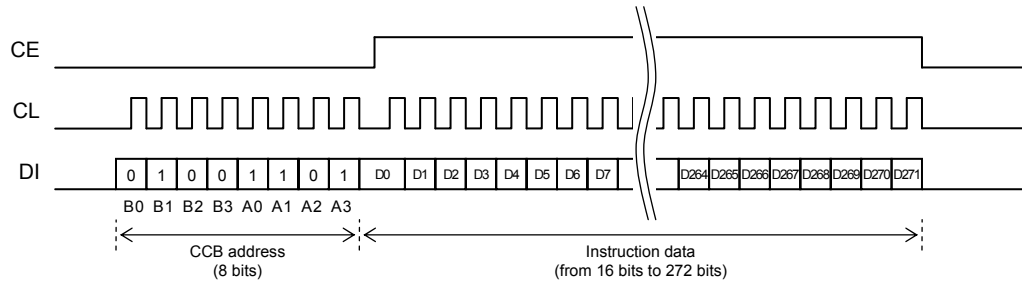 CE
CL
DI
0 1 0 0 1 1 0 1 D0 D1 D2 D3 D4 D5 D6 D7 D264 D265 D266 D267 D268 D269 D270 D271
B0 B1 B2 B3 A0 A1 A2 A3
CCB address
(8 bits)
Instruction data
(from 16 bits to 272 bits)